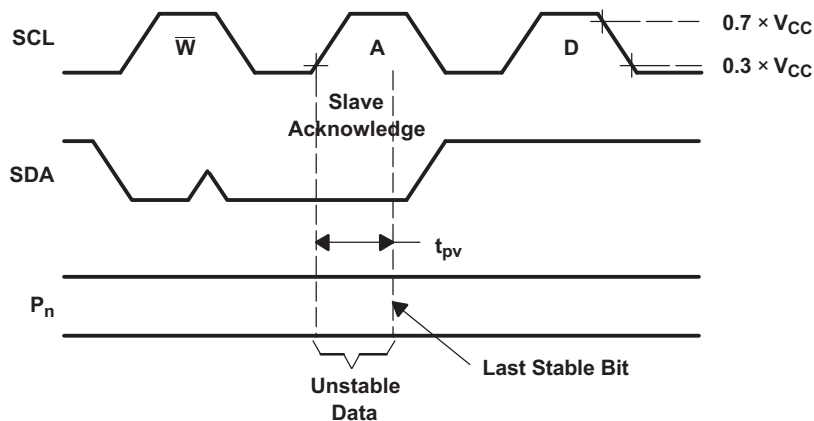 SCL
W̅
A
D
0.7 × VCC
0.3 × VCC
Slave
Acknowledge
SDA
tpv
Pn
Last Stable Bit
Unstable
Data